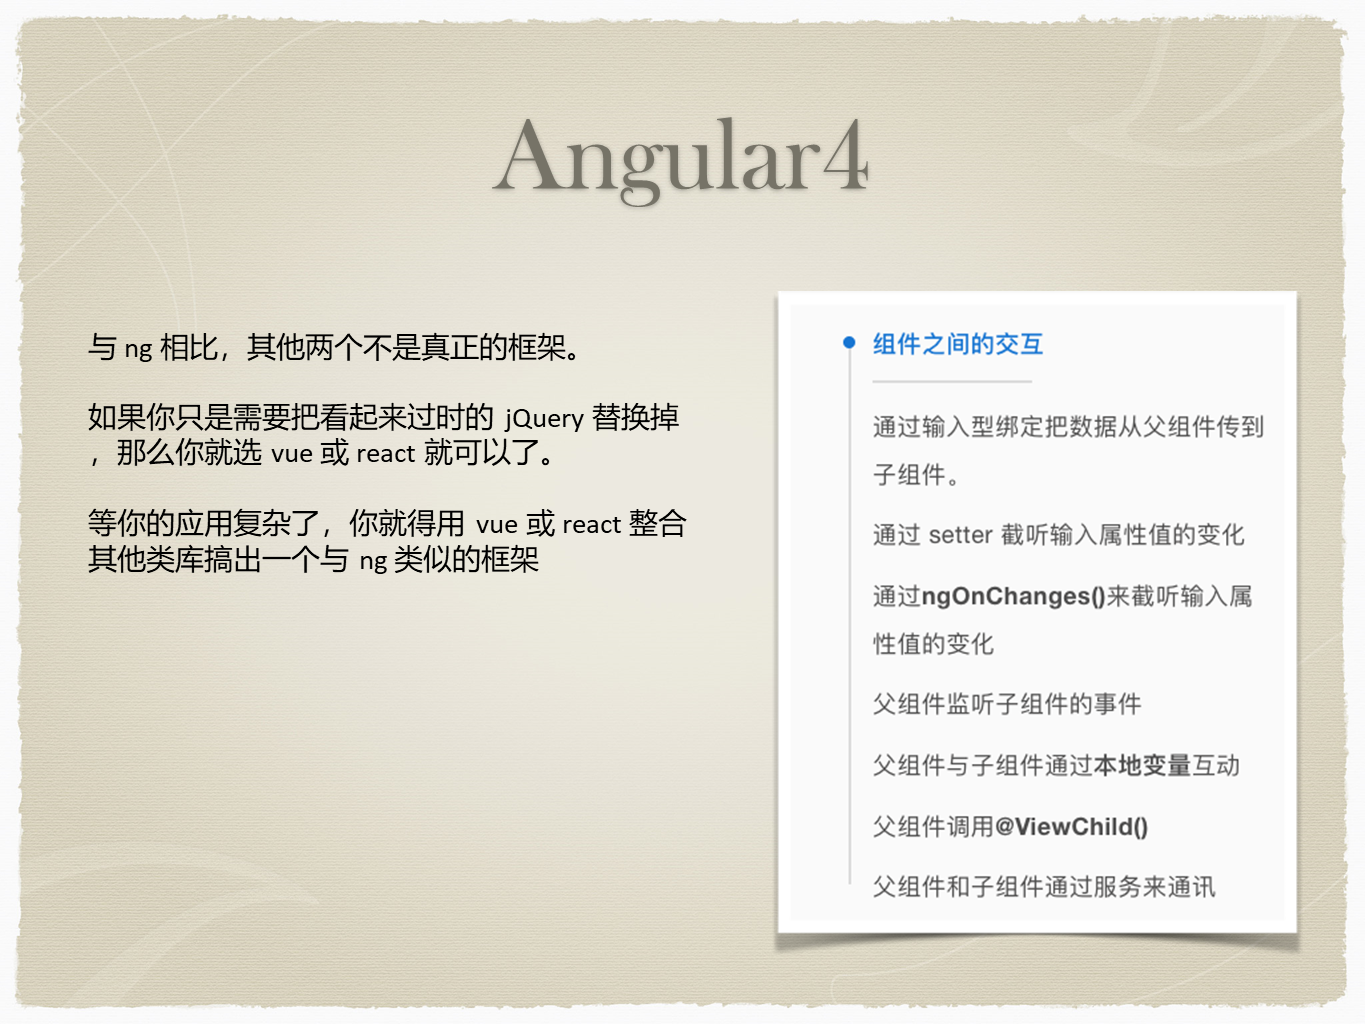 Angular4
与 ng 相比，其他两个不是真正的框架。
如果你只是需要把看起来过时的 jQuery 替换掉
，那么你就选 vue 或 react 就可以了。
等你的应用复杂了，你就得用 vue 或 react 整合
其他类库搞出一个与 ng 类似的框架
组件之间的交互
通过输入型绑定把数据从父组件传到
子组件。
通过 setter 截听输入属性值的变化
通过ngOnChanges()来截听输入属
性值的变化
父组件监听子组件的事件
父组件与子组件通过本地变量互动
父组件调用@ViewChild()
父组件和子组件通过服务来通讯